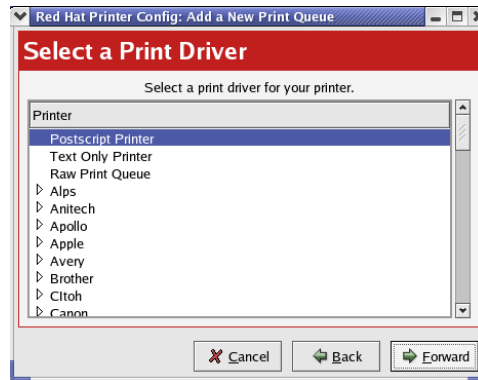 Red Hat Printer Config: Add a New Print Queue
Select a Print Driver
Select a print driver for your printer.
Printer
Postscript Printer
Text Only Printer
Raw Print Queue
Alps
Anitech
Apollo
Apple
Avery
Brother
CItoh
Canon
Cancel Back Forward